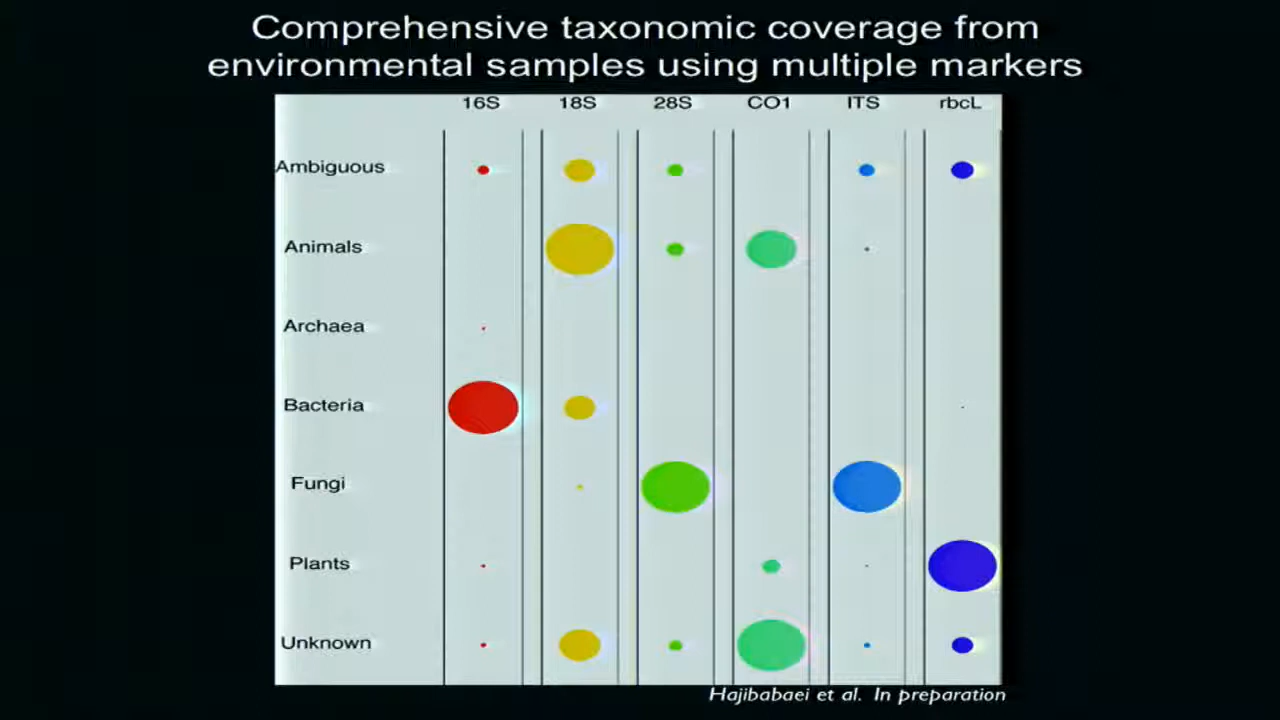 Comprehensive taxonomic coverage from
environmental samples using multiple markers
16S 18S 28S CO1 ITS rbcL
Ambiguous
Animals
Archaea
Bacteria
Fungi
Plants
Unknown
Hajibabaei et al. In preparation